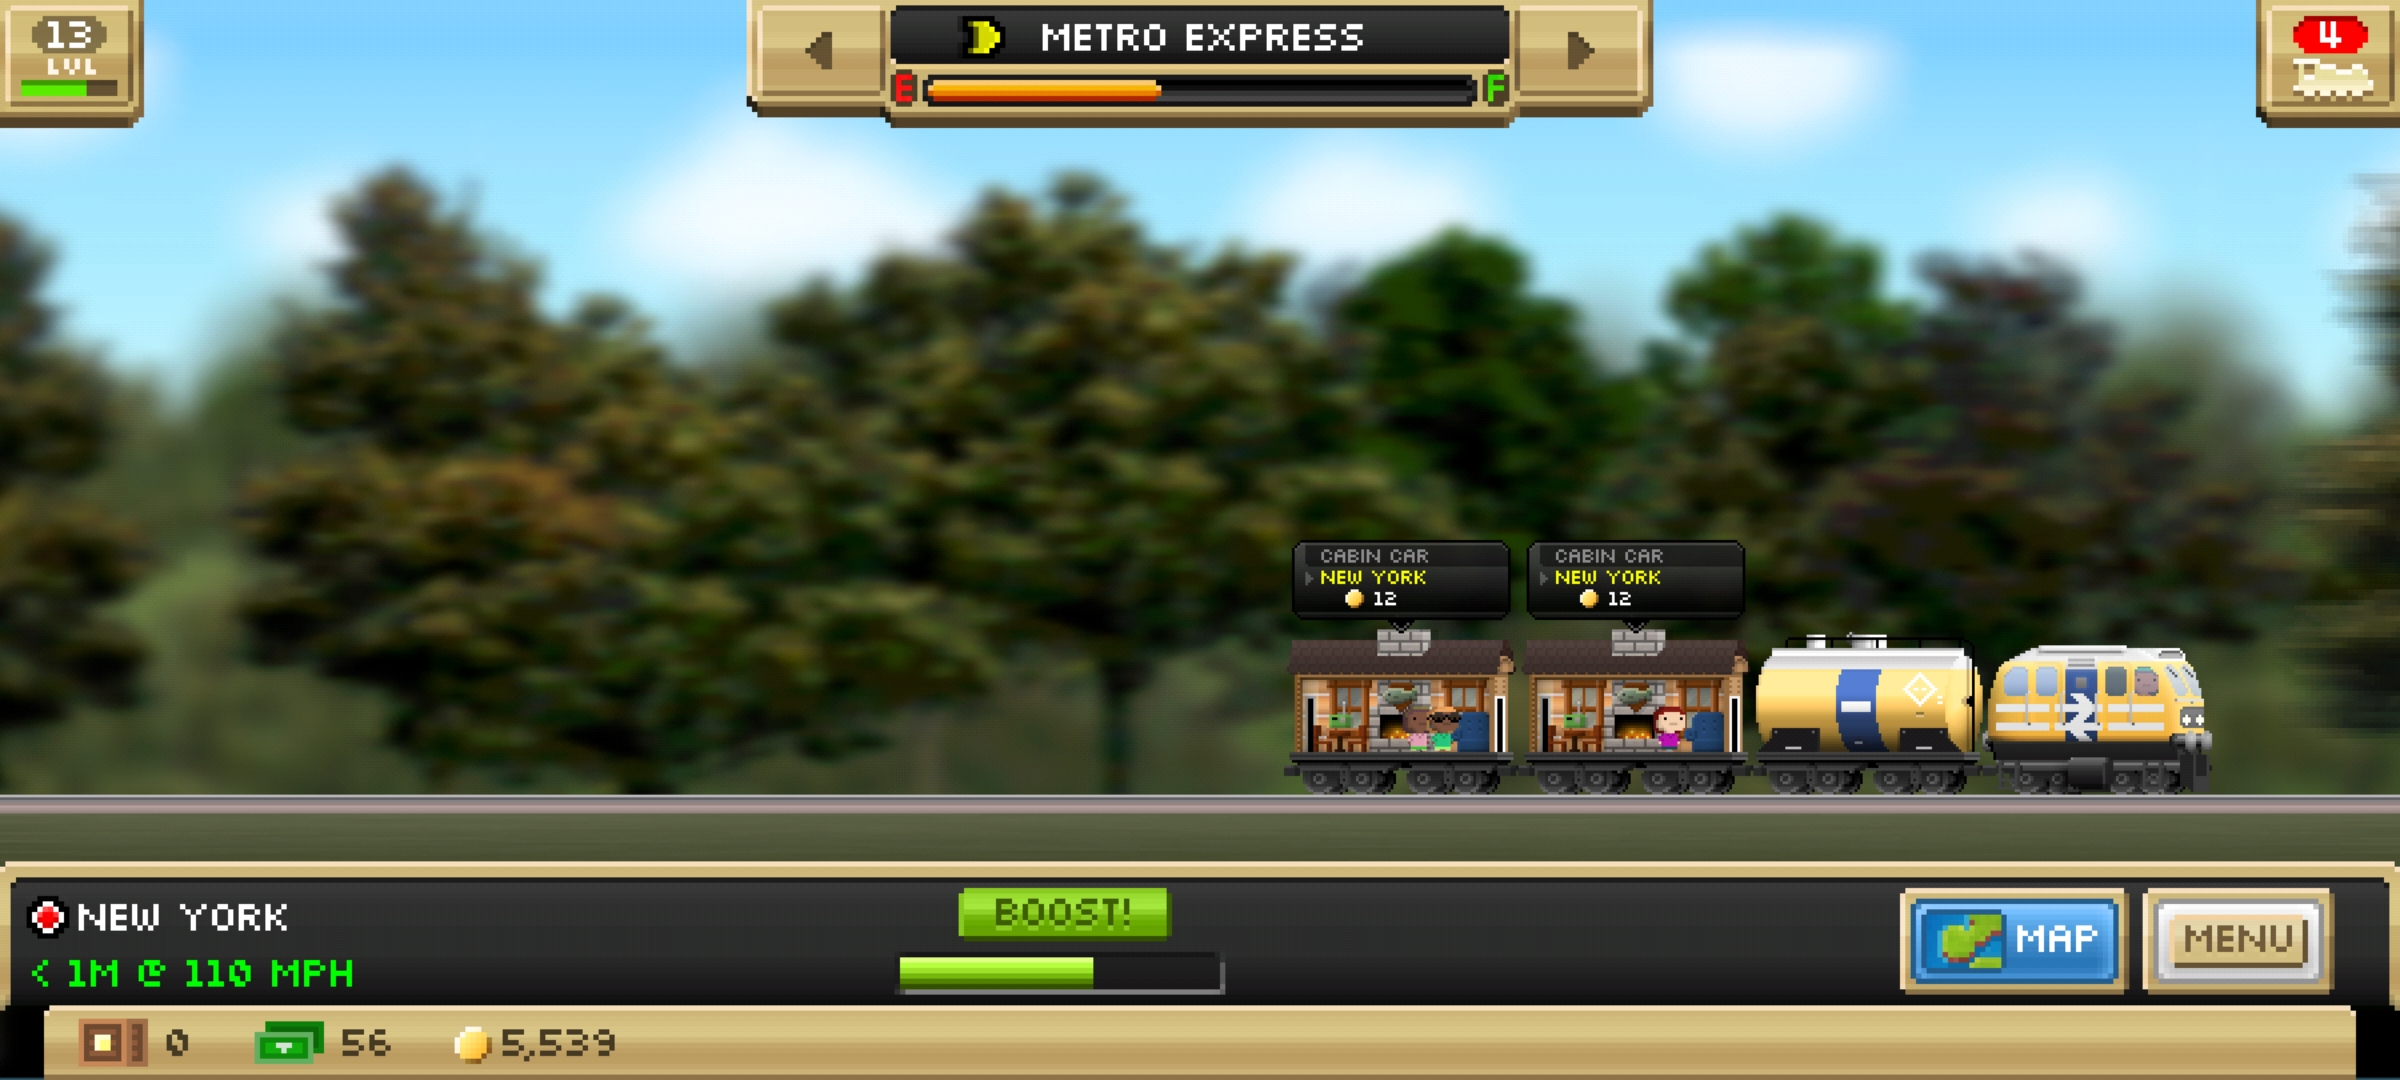 13
LVL
METRO EXPRESS
E F
4
CABIN CAR
NEW YORK
12
CABIN CAR
NEW YORK
12
NEW YORK
< 1M @ 110 MPH
BOOST!
MAP
MENU
0 56 5,539